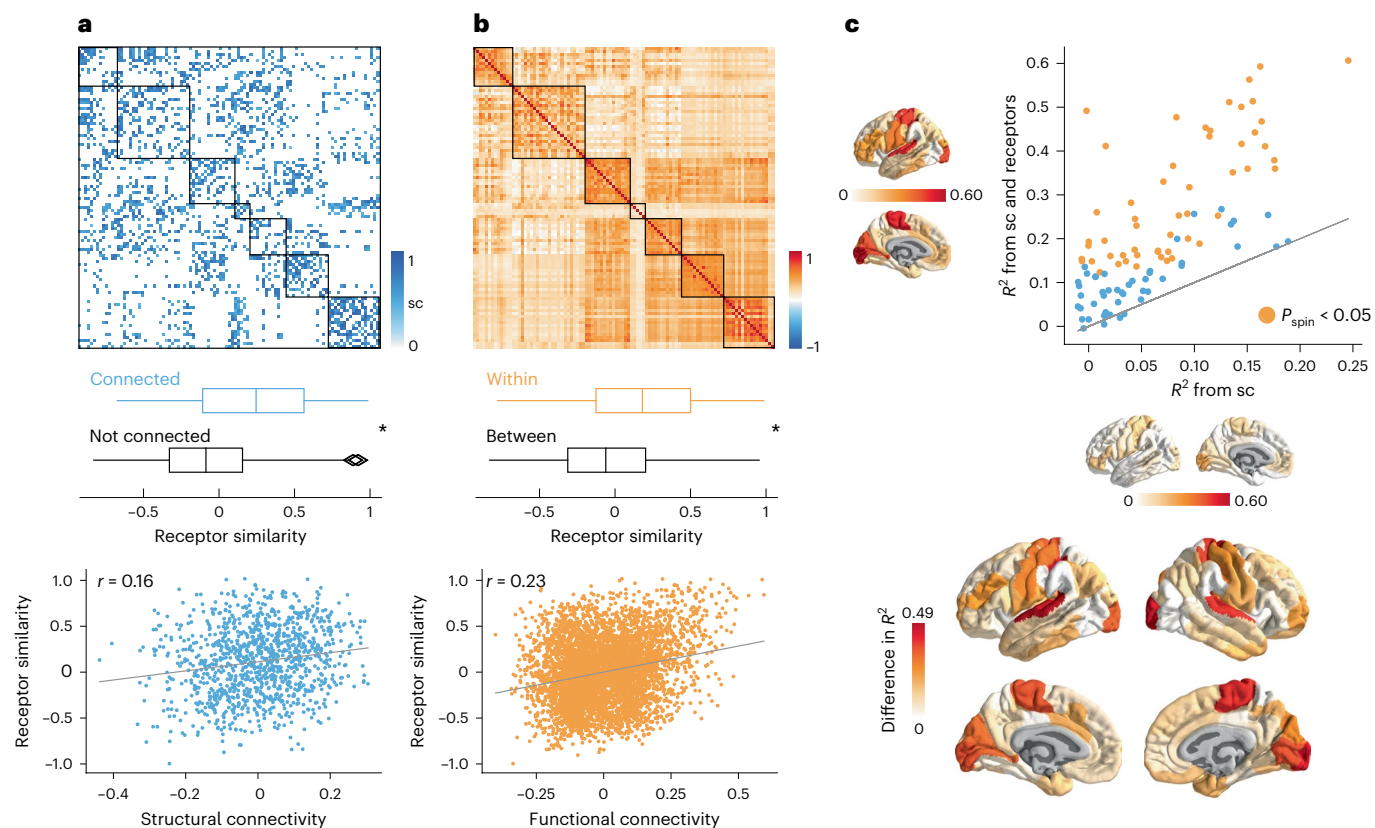 a
1
sc
0
Connected
Not connected
*
–0.5 0 0.5 1
Receptor similarity
r = 0.16
1.0
0.5
0
–0.5
–1.0
Receptor similarity
–0.4 –0.2 0 0.2
Structural connectivity
b
1
–1
Within
Between
*
–0.5 0 0.5 1
Receptor similarity
r = 0.23
1.0
0.5
0
–0.5
–1.0
Receptor similarity
–0.25 0 0.25 0.5
Functional connectivity
c
0 0.60
R² from sc and receptors
0.6
0.5
0.4
0.3
0.2
0.1
0
Pspin < 0.05
0 0.05 0.10 0.15 0.20 0.25
R² from sc
0 0.60
Difference in R²
0.49
0